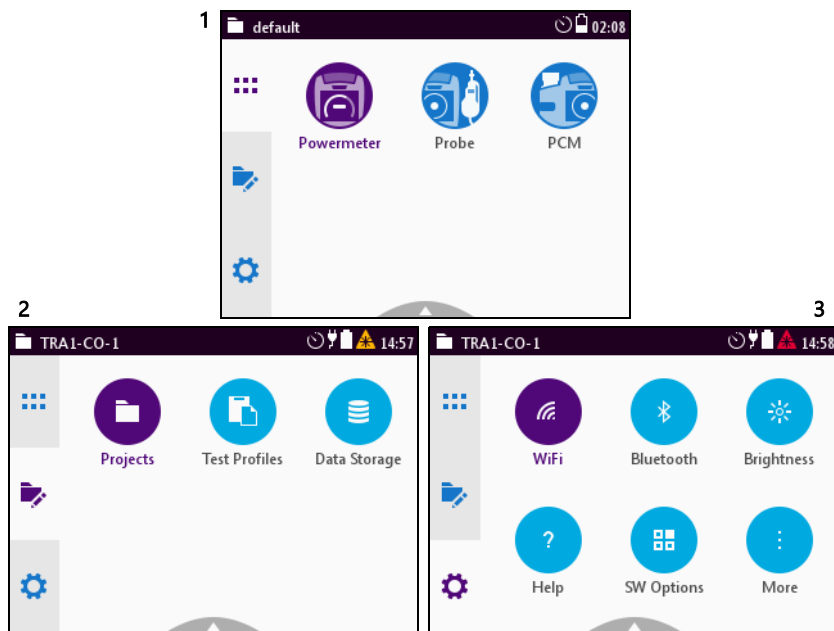 1
default 02:08
Powermeter Probe PCM
2
TRA1-CO-1 14:57
Projects Test Profiles Data Storage
3
TRA1-CO-1 14:58
WiFi Bluetooth Brightness
? 
Help SW Options More